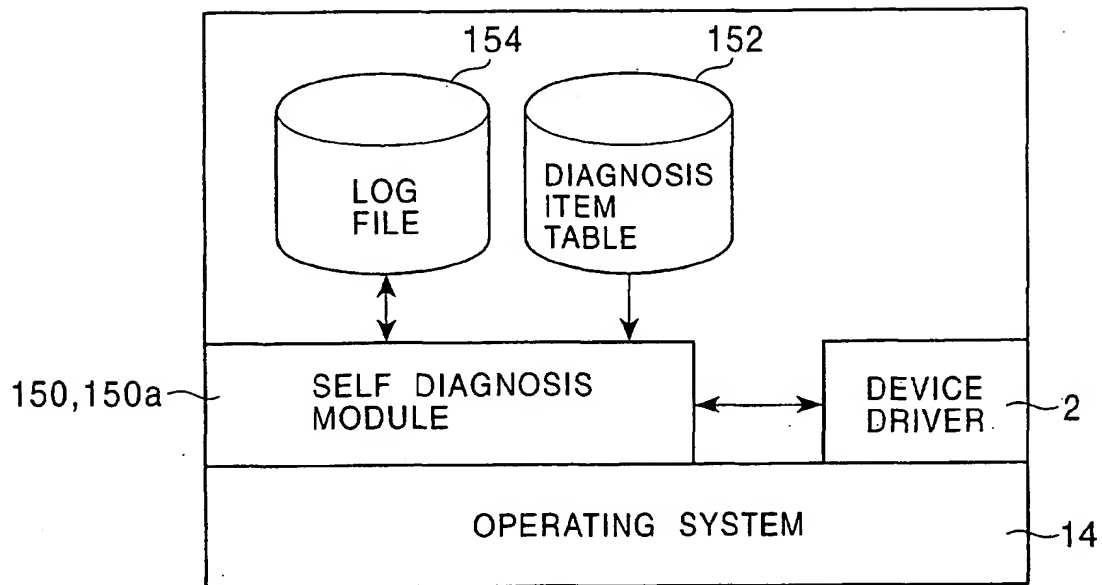 154
152
LOG
FILE
DIAGNOSIS
ITEM
TABLE
150,150a
SELF DIAGNOSIS
MODULE
DEVICE
DRIVER
2
OPERATING SYSTEM
14